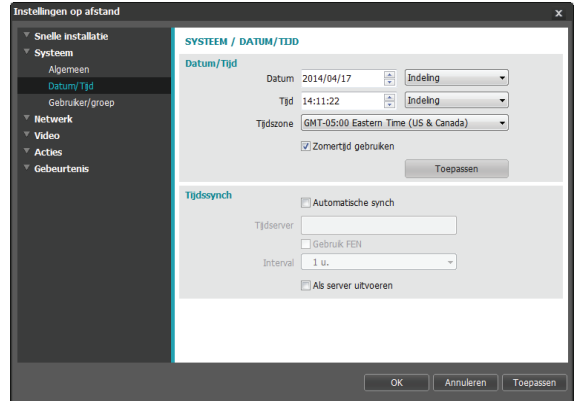 Instellingen op afstand
x
Snelle installatie
Systeem
Algemeen
Datum/Tijd
Gebruiker/groep
Netwerk
Video
Acties
Gebeurtenis
SYSTEEM / DATUM/TIJD
Datum/Tijd
Datum 2014/04/17 Indeling
Tijd 14:11:22 Indeling
Tijdszone GMT-05:00 Eastern Time (US & Canada)
Zomertijd gebruiken
Toepassen
Tijdssynch
Automatische synch
Tijdserver
Gebruik FEN
Interval 1 u.
Als server uitvoeren
OK Annuleren Toepassen